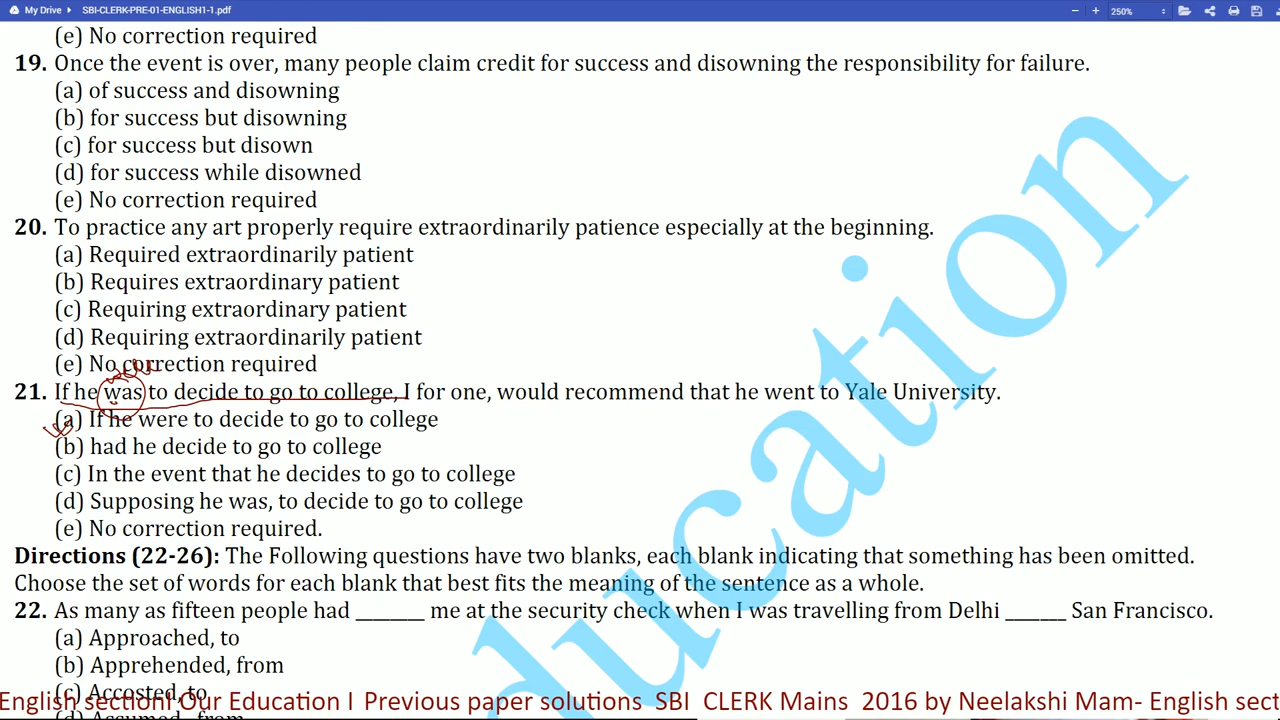 My Drive ▸ SBI-CLERK-PRE-01-ENGLISH1-1.pdf
250%
(e) No correction required
19. Once the event is over, many people claim credit for success and disowning the responsibility for failure.
(a) of success and disowning
(b) for success but disowning
(c) for success but disown
(d) for success while disowned
(e) No correction required
20. To practice any art properly require extraordinarily patience especially at the beginning.
(a) Required extraordinarily patient
(b) Requires extraordinary patient
(c) Requiring extraordinary patient
(d) Requiring extraordinarily patient
(e) No correction required
21. If he was to decide to go to college, I for one, would recommend that he went to Yale University.
(a) If he were to decide to go to college
(b) had he decide to go to college
(c) In the event that he decides to go to college
(d) Supposing he was, to decide to go to college
(e) No correction required.
Directions (22-26): The Following questions have two blanks, each blank indicating that something has been omitted.
Choose the set of words for each blank that best fits the meaning of the sentence as a whole.
22. As many as fifteen people had _______ me at the security check when I was travelling from Delhi ______ San Francisco.
(a) Approached, to
(b) Apprehended, from
(c) Accosted, to
(d) Assumed, from
English sectionI Our Education I Previous paper solutions SBI CLERK Mains 2016 by Neelakshi Mam- English sect
ducation